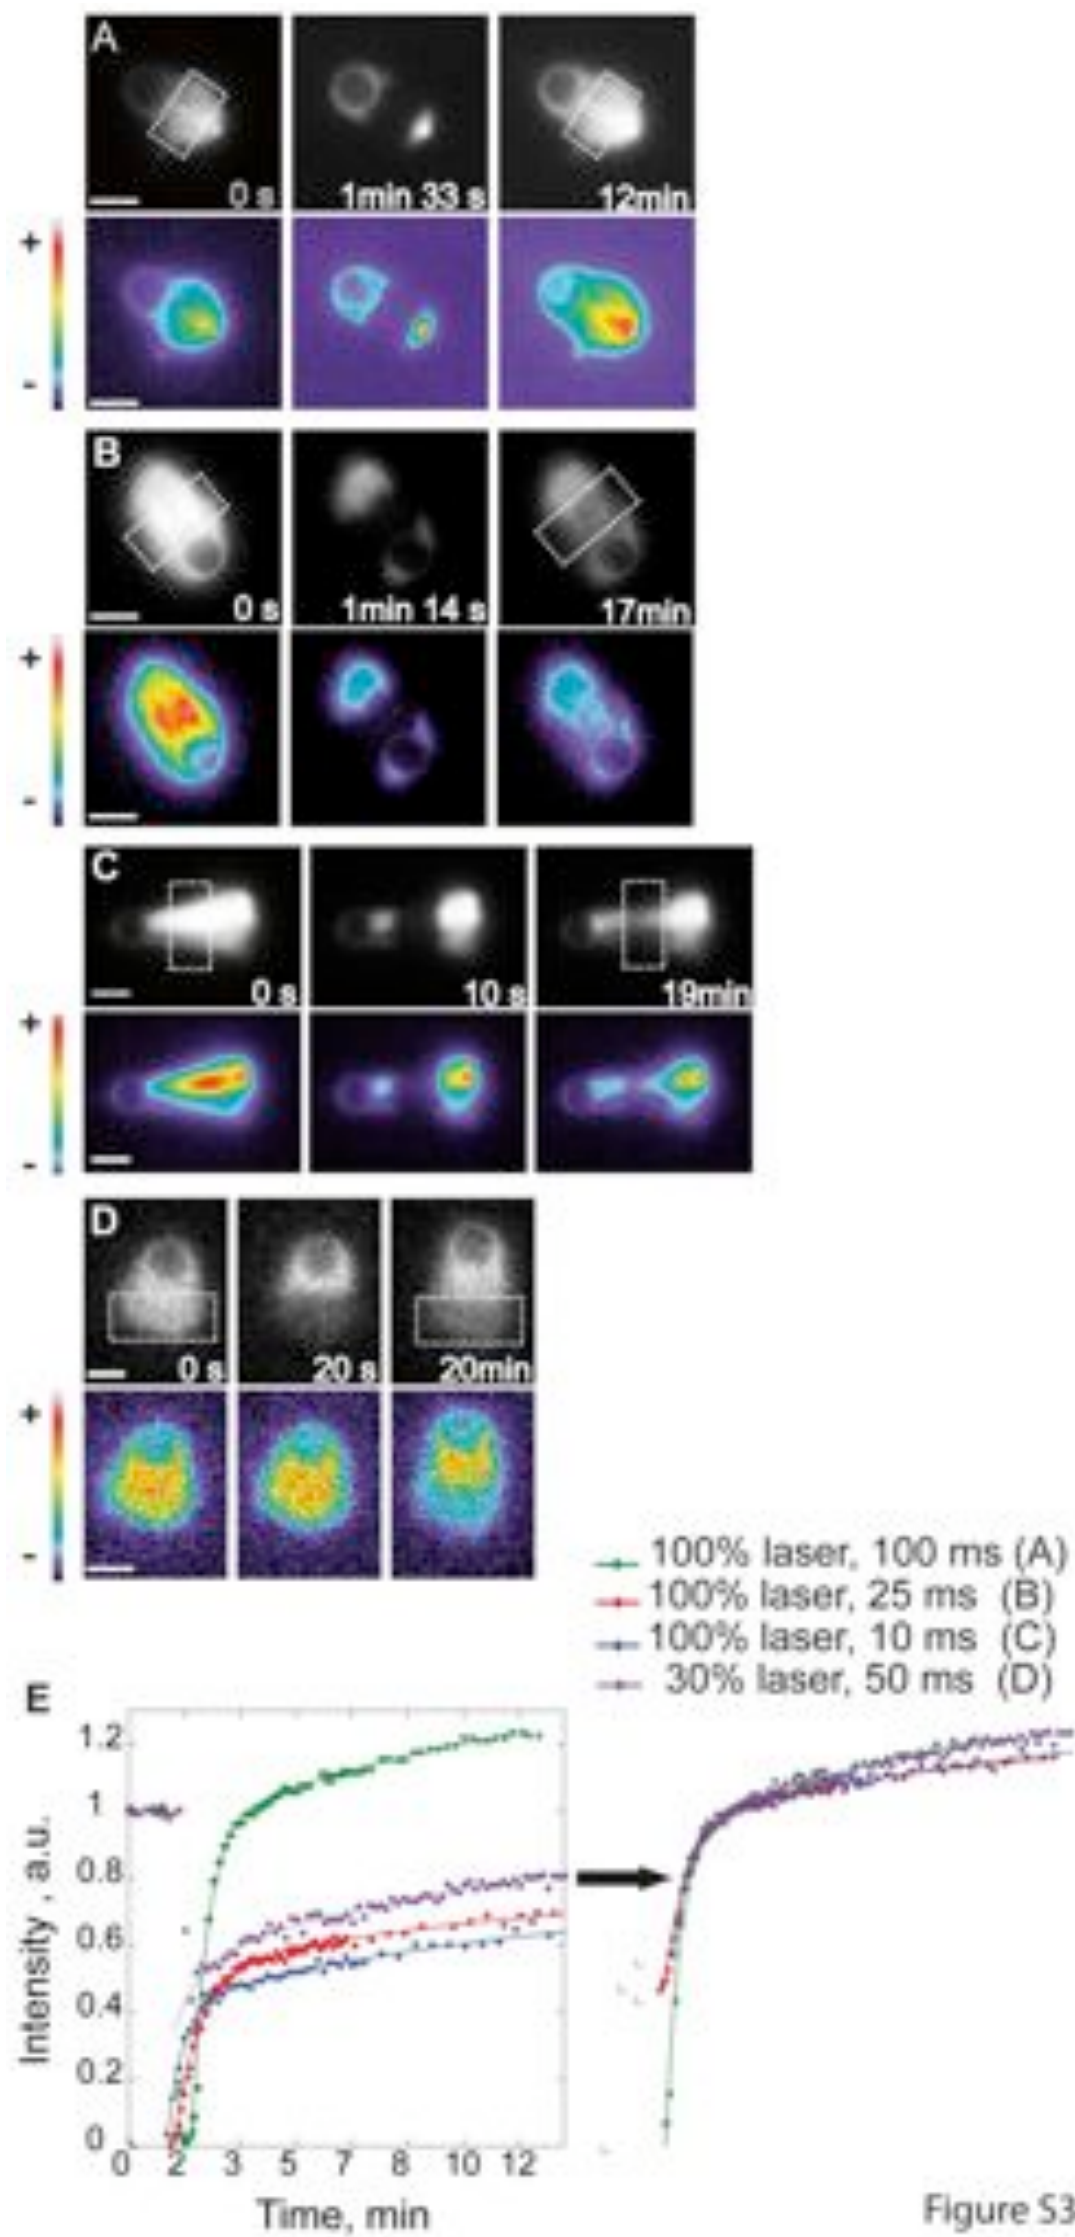 A
0 s
1min 33 s
12min
+
-
B
0 s
1min 14 s
17min
+
-
C
0 s
10 s
19min
+
-
D
0 s
20 s
20min
+
-
100% laser, 100 ms (A)
100% laser, 25 ms (B)
100% laser, 10 ms (C)
30% laser, 50 ms (D)
E
1.2
1
0.8
0.6
0.4
0.2
0
Intensity , a.u.
0 2 3 5 7 8 10 12
Time, min
Figure S3